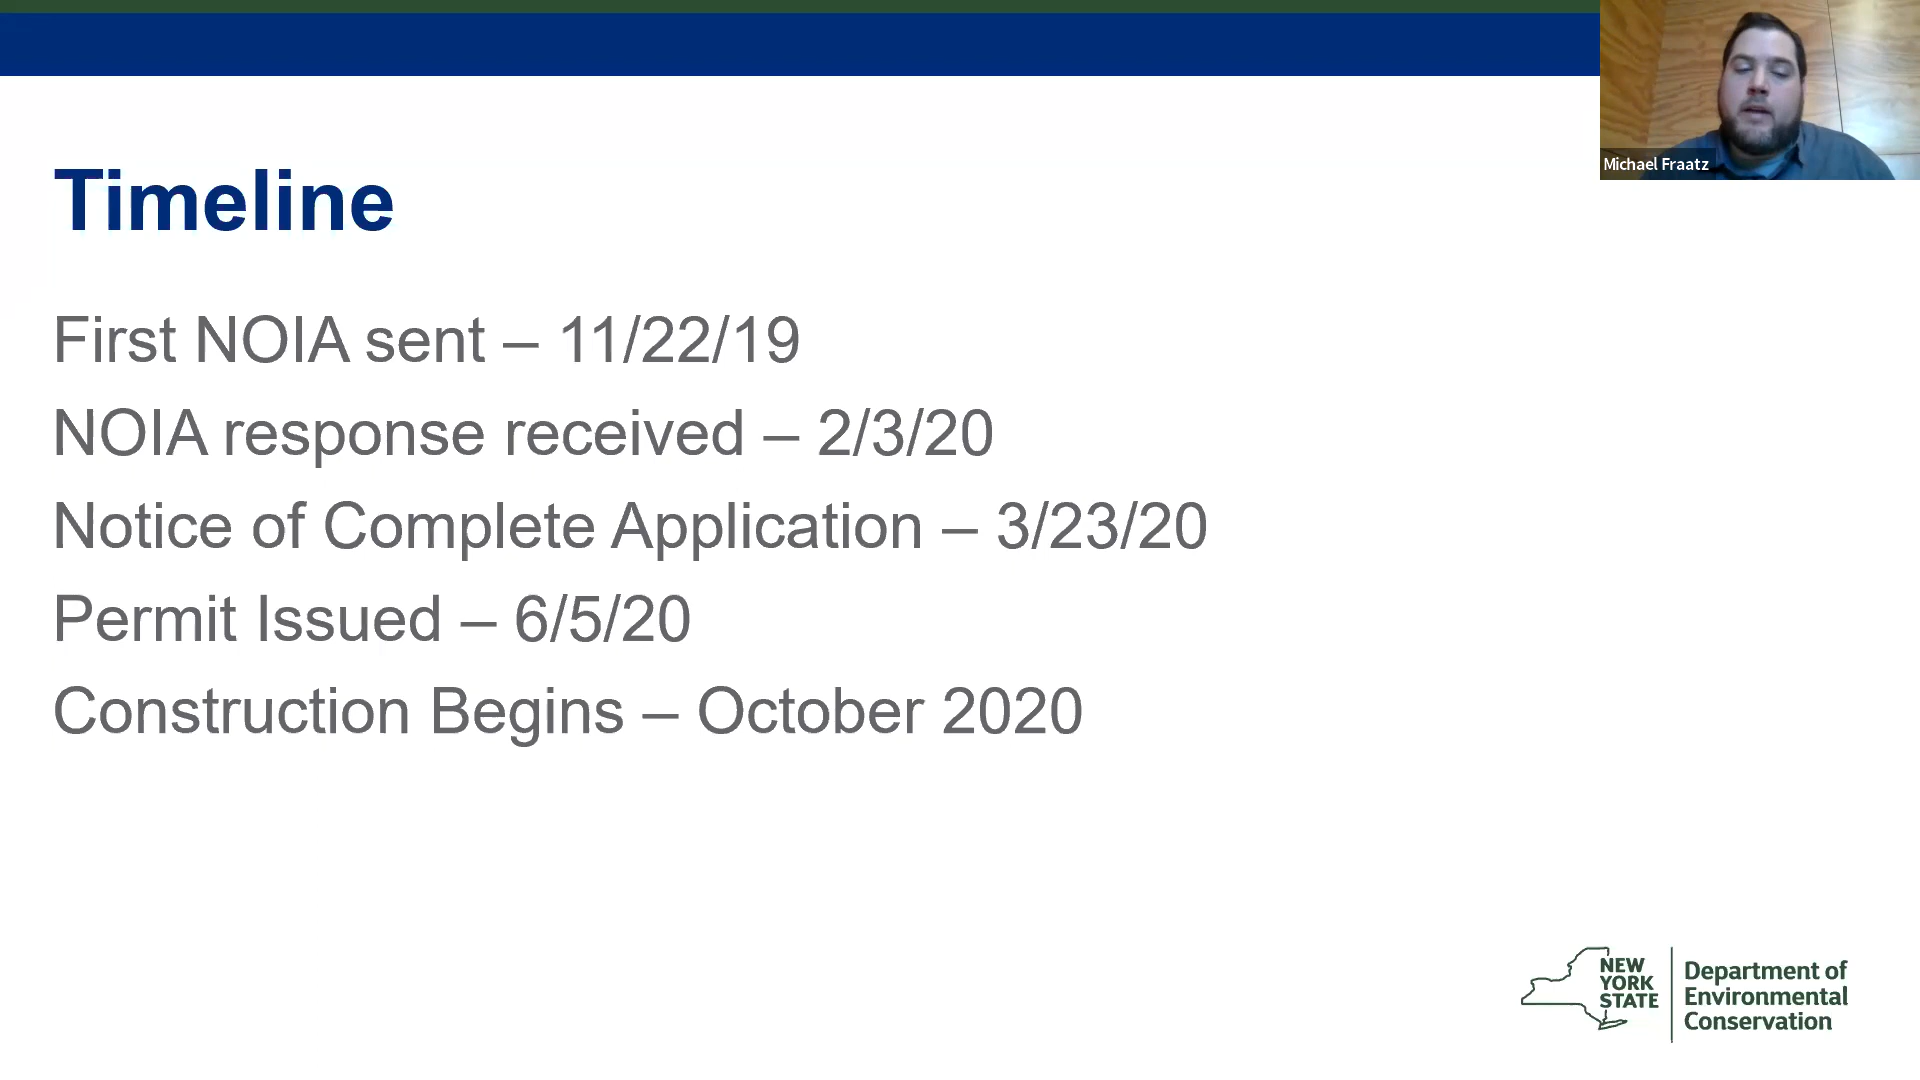 Michael Fraatz
Timeline
First NOIA sent – 11/22/19
NOIA response received – 2/3/20
Notice of Complete Application – 3/23/20
Permit Issued – 6/5/20
Construction Begins – October 2020
NEW
YORK
STATE
Department of
Environmental
Conservation